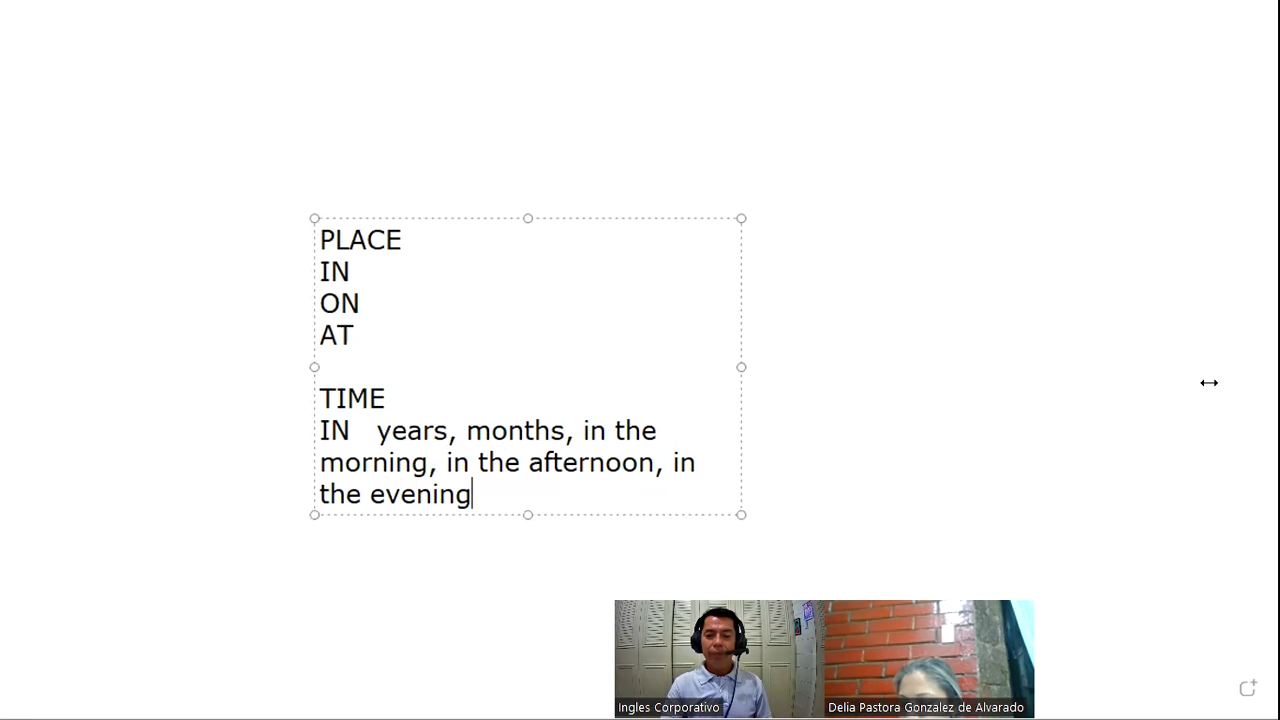 PLACE
IN
ON
AT
TIME
IN years, months, in the
morning, in the afternoon, in
the evening
Ingles Corporativo
Delia Pastora Gonzalez de Alvarado